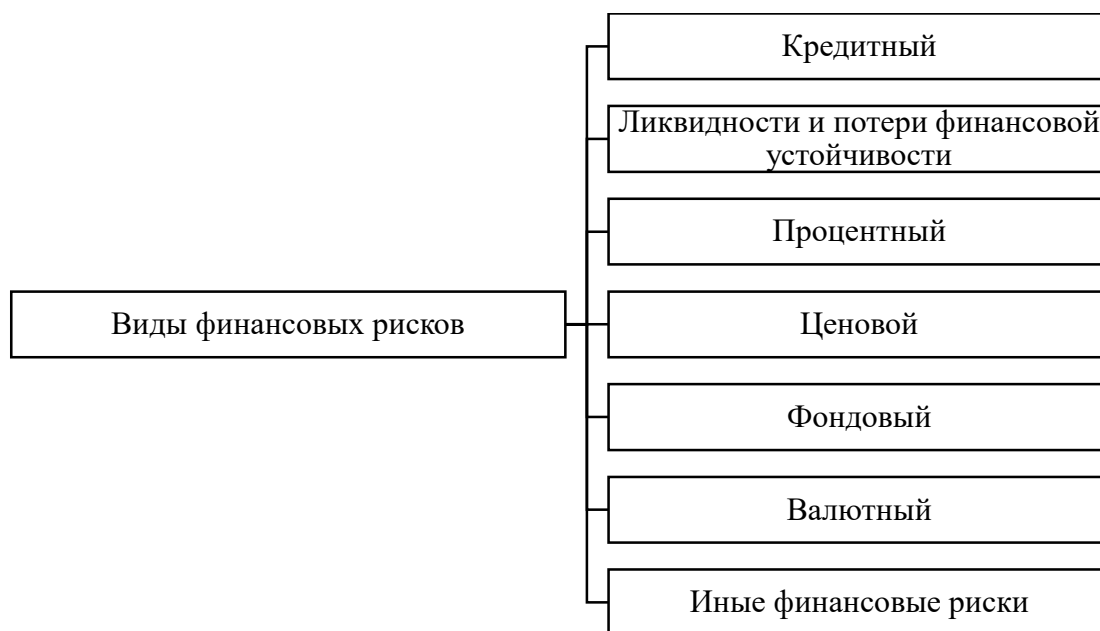 Виды финансовых рисков
Кредитный
Ликвидности и потери финансовой
устойчивости
Процентный
Ценовой
Фондовый
Валютный
Иные финансовые риски